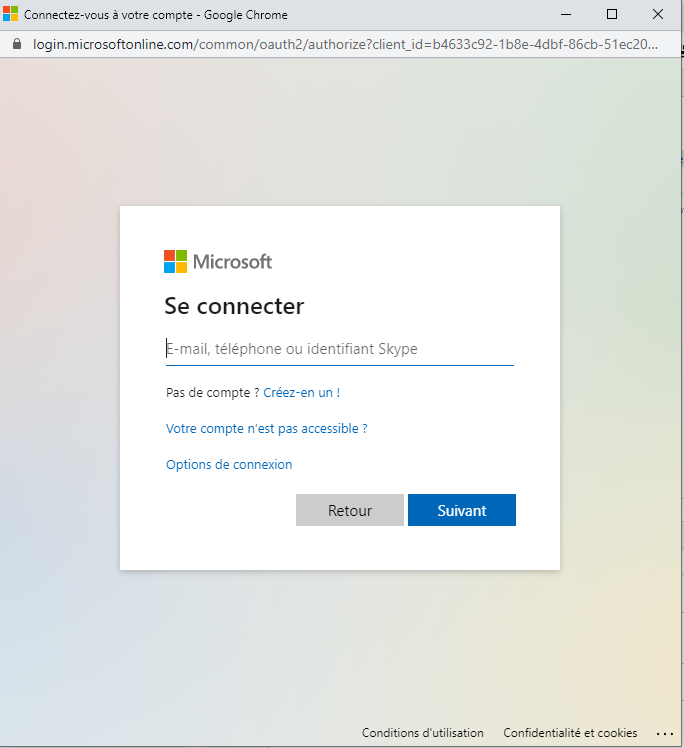 Connectez-vous à votre compte - Google Chrome
login.microsoftonline.com/common/oauth2/authorize?client_id=b4633c92-1b8e-4dbf-86cb-51ec20...
Microsoft
Se connecter
E-mail, téléphone ou identifiant Skype
Pas de compte ? Créez-en un !
Votre compte n'est pas accessible ?
Options de connexion
Retour Suivant
Conditions d'utilisation Confidentialité et cookies ...